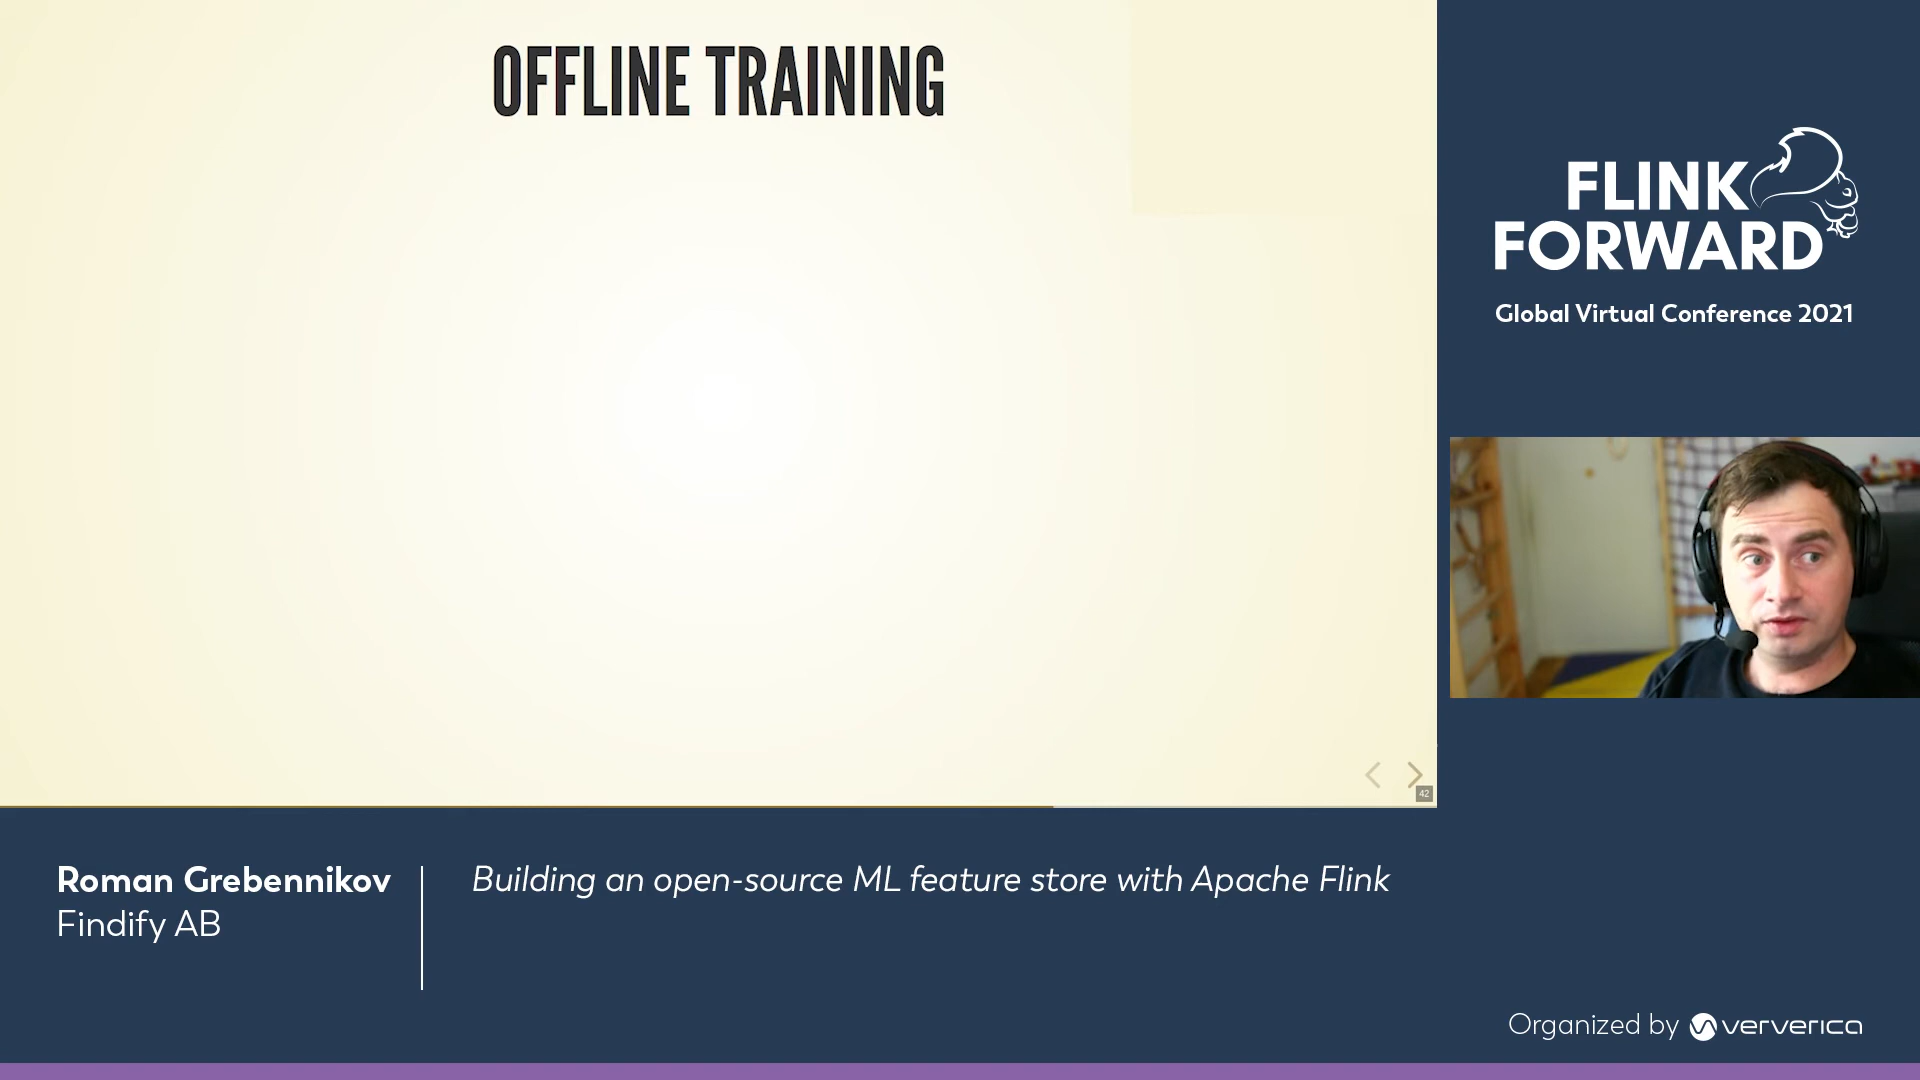 OFFLINE TRAINING
FLINK
FORWARD
Global Virtual Conference 2021
42
Roman Grebennikov
Findify AB
Building an open-source ML feature store with Apache Flink
Organized by ververica